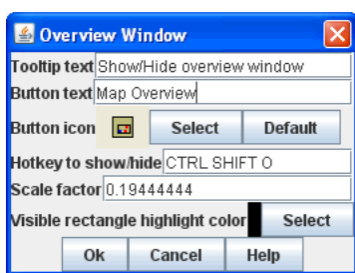 Overview Window
Tooltip text Show/Hide overview window
Button text Map Overview
Button icon Select Default
Hotkey to show/hide CTRL SHIFT O
Scale factor 0.19444444
Visible rectangle highlight color Select
Ok Cancel Help